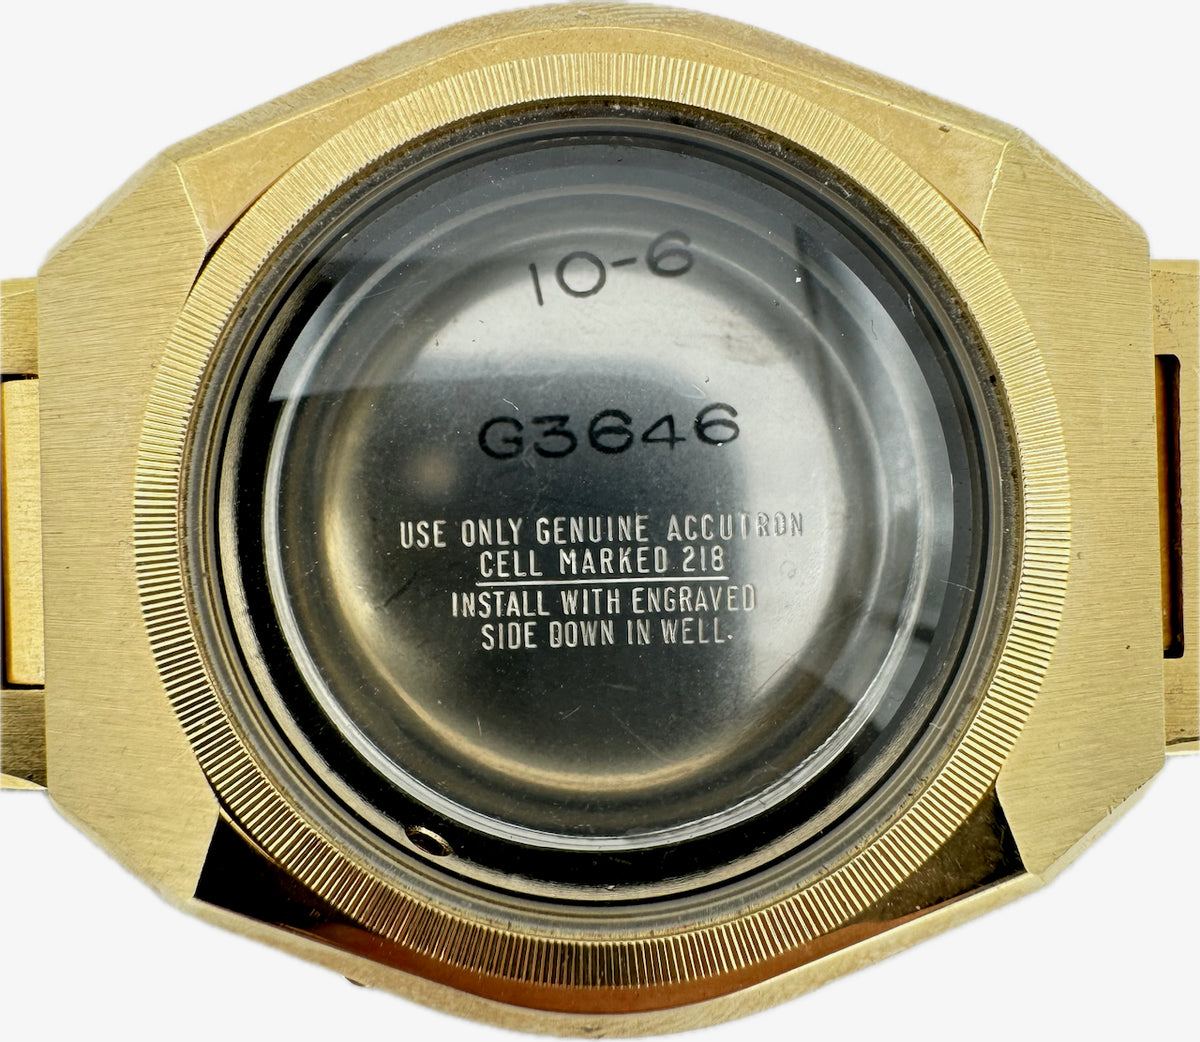 10-6
G3646
USE ONLY GENUINE ACCUTRON
CELL MARKED 218
INSTALL WITH ENGRAVED
SIDE DOWN IN WELL.